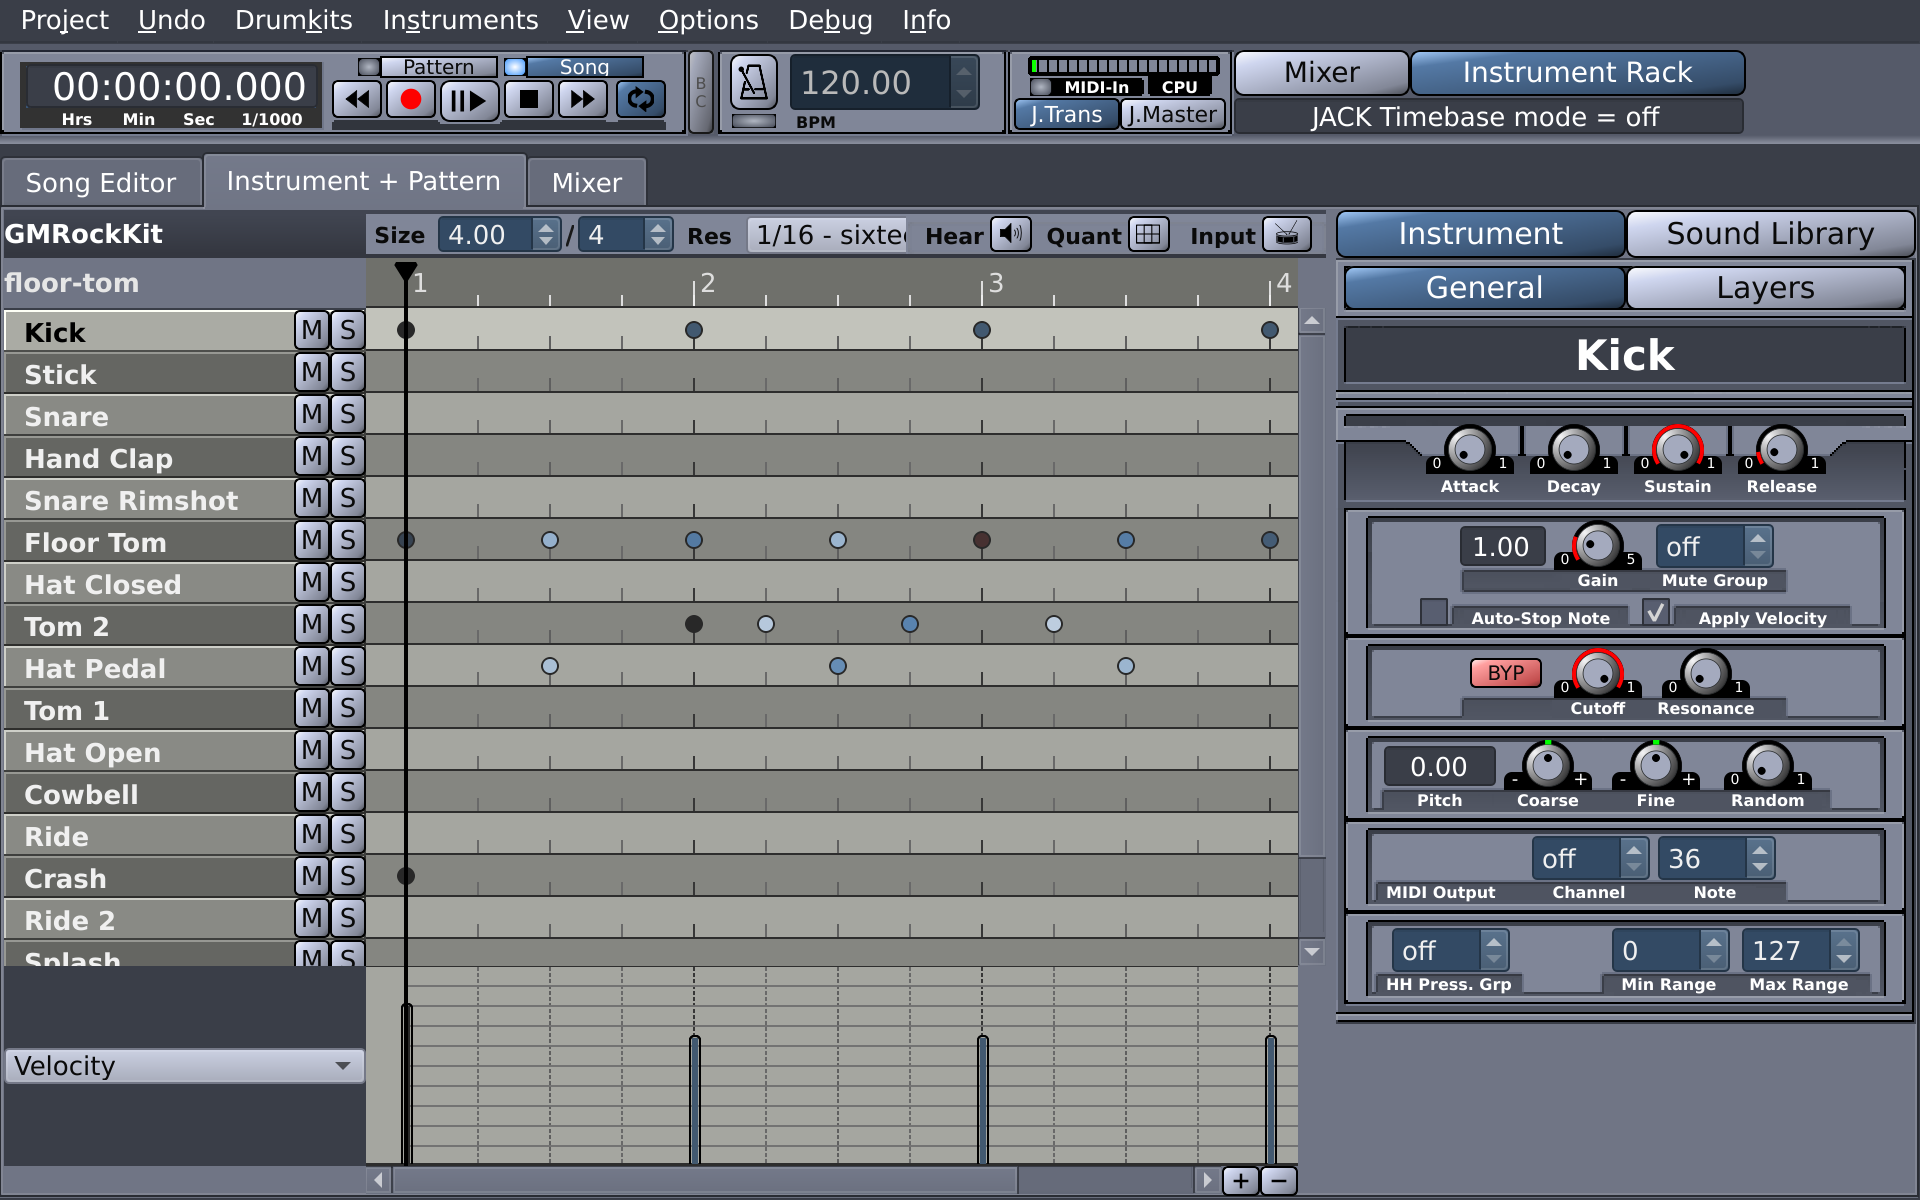 Project Undo Drumkits Instruments View Options Debug Info
00:00:00.000
Hrs Min Sec 1/1000
Pattern Song
B
C
120.00
BPM
MIDI-In CPU
J.Trans J.Master
Mixer Instrument Rack
JACK Timebase mode = off
Song Editor Instrument + Pattern Mixer
GMRockKit
Size 4.00 / 4 Res 1/16 - sixtee Hear Quant Input
floor-tom
1 2 3 4
Kick M S
Stick M S
Snare M S
Hand Clap M S
Snare Rimshot M S
Floor Tom M S
Hat Closed M S
Tom 2 M S
Hat Pedal M S
Tom 1 M S
Hat Open M S
Cowbell M S
Ride M S
Crash M S
Ride 2 M S
Splash M S
Velocity
+ −
Instrument Sound Library
General Layers
Kick
0 1 0 1 0 1 0 1
Attack Decay Sustain Release
1.00 0 5 off
Gain Mute Group
Auto-Stop Note Apply Velocity
BYP 0 1 0 1
Cutoff Resonance
0.00 - + - + 0 1
Pitch Coarse Fine Random
off 36
MIDI Output Channel Note
off 0 127
HH Press. Grp Min Range Max Range